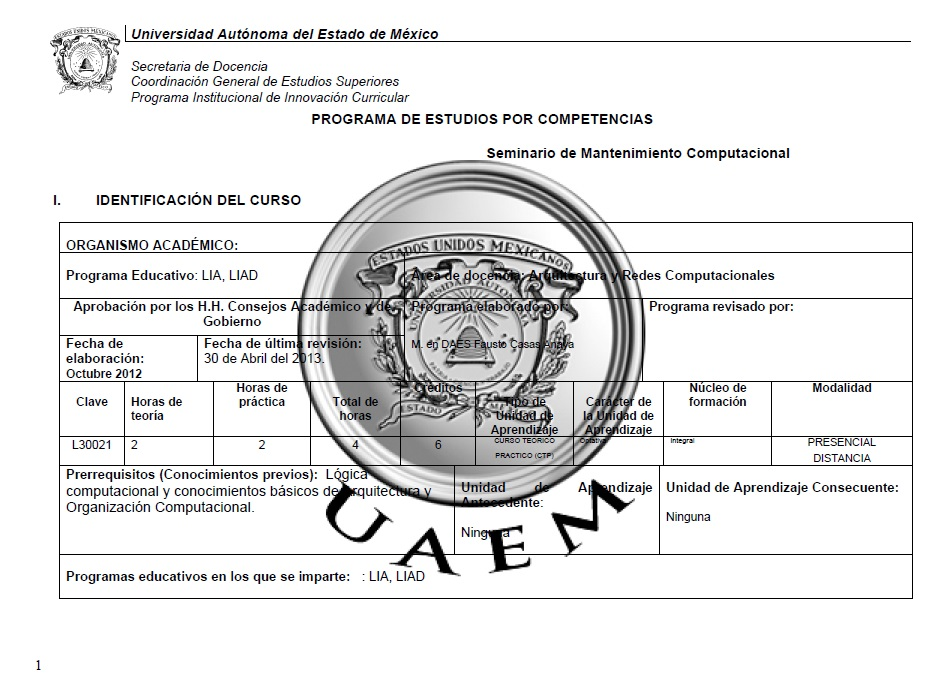 Universidad Autónoma del Estado de México
Secretaria de Docencia
Coordinación General de Estudios Superiores
Programa Institucional de Innovación Curricular
PROGRAMA DE ESTUDIOS POR COMPETENCIAS
Seminario de Mantenimiento Computacional
I. IDENTIFICACIÓN DEL CURSO
ORGANISMO ACADÉMICO:
Programa Educativo: LIA, LIAD
Área de docencia: Arquitectura y Redes Computacionales
Aprobación por los H.H. Consejos Académico y de
Gobierno
Programa elaborado por:
Programa revisado por:
Fecha de
elaboración:
Octubre 2012
Fecha de última revisión:
30 de Abril del 2013.
M. en DAES Fausto Casas Anaya
Clave
Horas de
teoría
Horas de
práctica
Total de
horas
Créditos
Tipo de
Unidad de
Aprendizaje
Carácter de
la Unidad de
Aprendizaje
Núcleo de
formación
Modalidad
L30021
2
2
4
6
CURSO TEORICO
PRACTICO (CTP)
Optativa
Integral
PRESENCIAL
DISTANCIA
Prerrequisitos (Conocimientos previos): Lógica
computacional y conocimientos básicos de arquitectura y
Organización Computacional.
Unidad de Aprendizaje
Antecedente:
Ninguna
Unidad de Aprendizaje Consecuente:
Ninguna
Programas educativos en los que se imparte: : LIA, LIAD
ESTADOS UNIDOS MEXICANOS
UNIVERSIDAD AUTONOMA
ESTADO MEXICO
UAEM
1